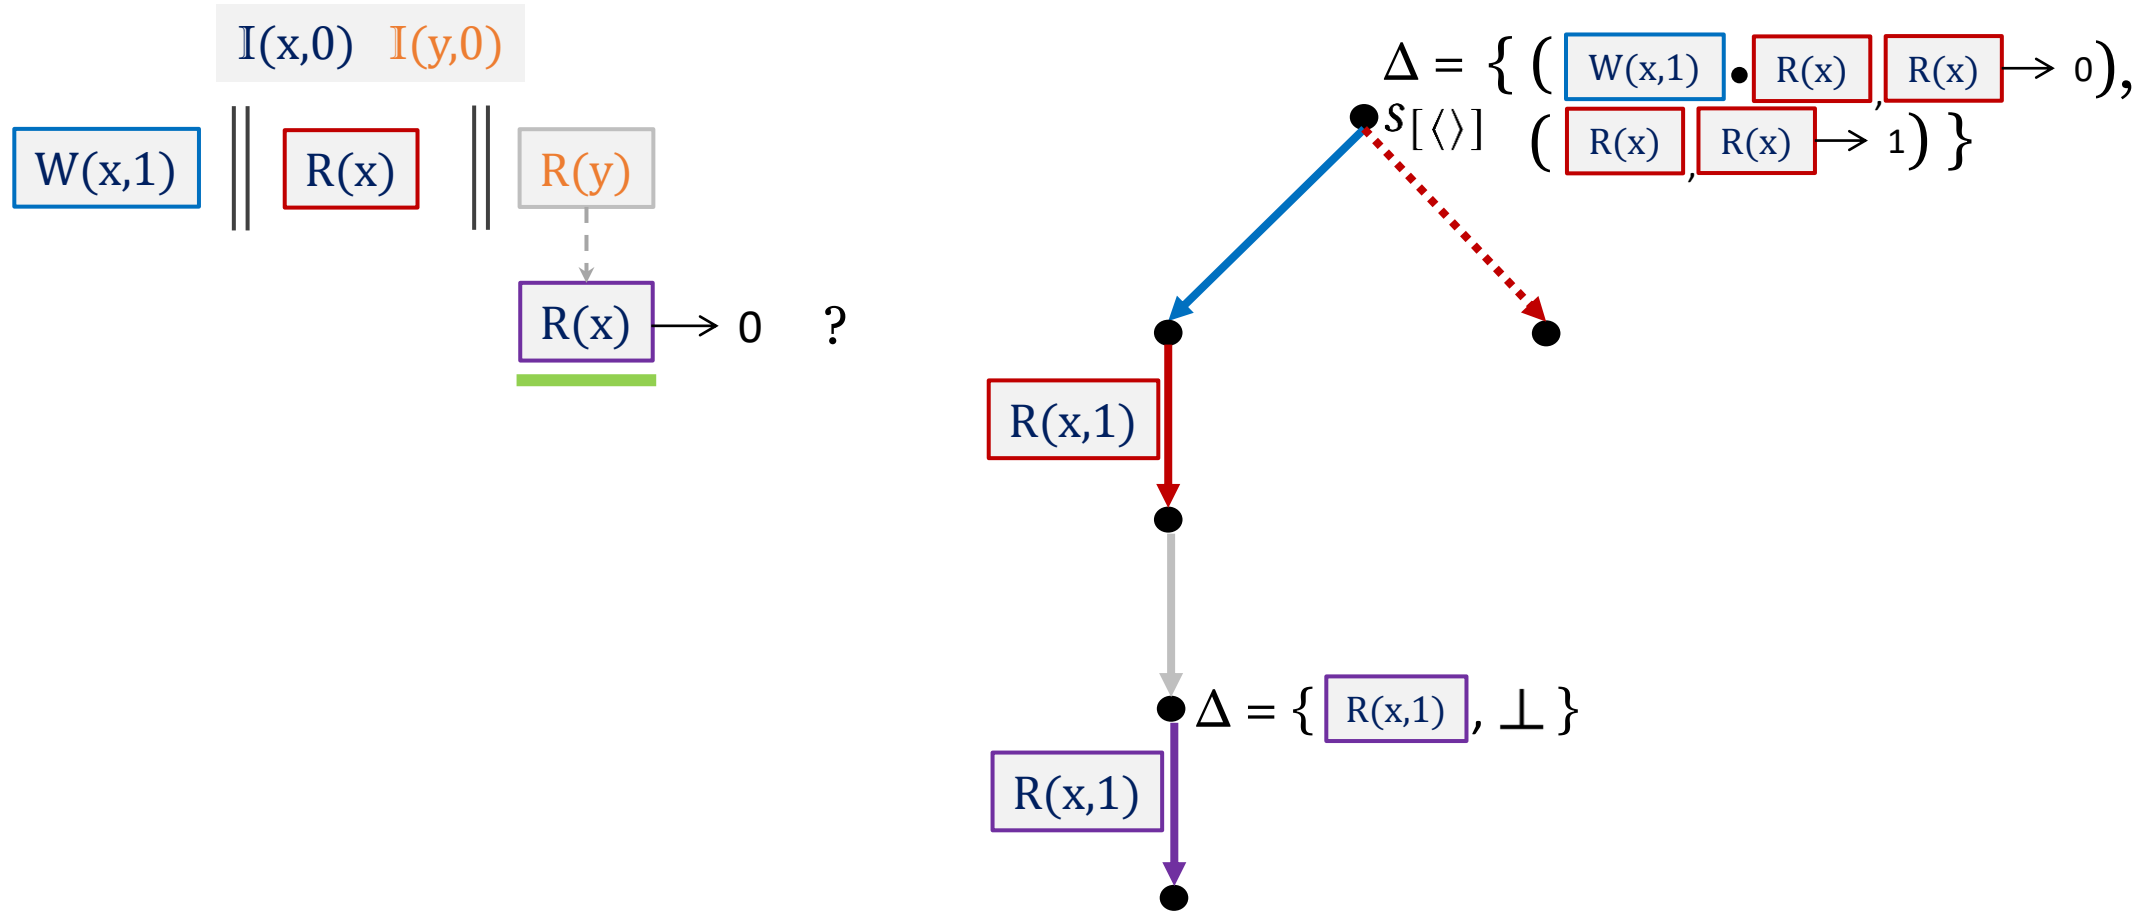 𝕀(x,0) 𝕀(y,0)
W(x,1) || R(x) || R(y)
R(x) → 0 ?
Δ = { ( W(x,1) • R(x) , R(x) → 0 ),
s[⟨⟩] ( R(x) , R(x) → 1 ) }
R(x,1)
Δ = { R(x,1) , ⊥ }
R(x,1)